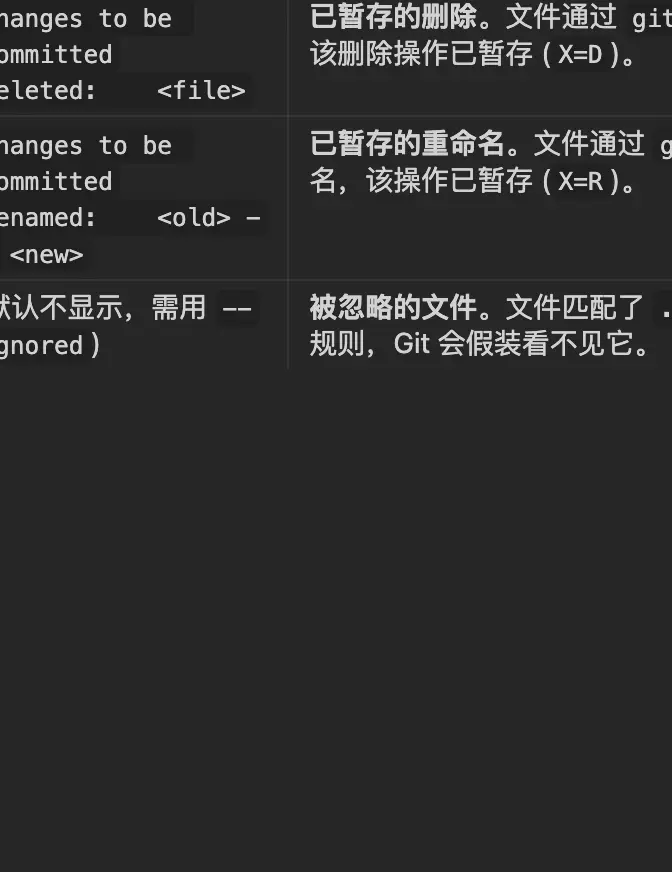 hanges to be
ommitted
eleted:    <file>
已暂存的删除。文件通过 git
该删除操作已暂存 (X=D)。
hanges to be
ommitted
enamed:    <old> -
<new>
已暂存的重命名。文件通过 g
名，该操作已暂存 (X=R)。
默认不显示，需用 --
gnored)
被忽略的文件。文件匹配了 .
规则，Git 会假装看不见它。